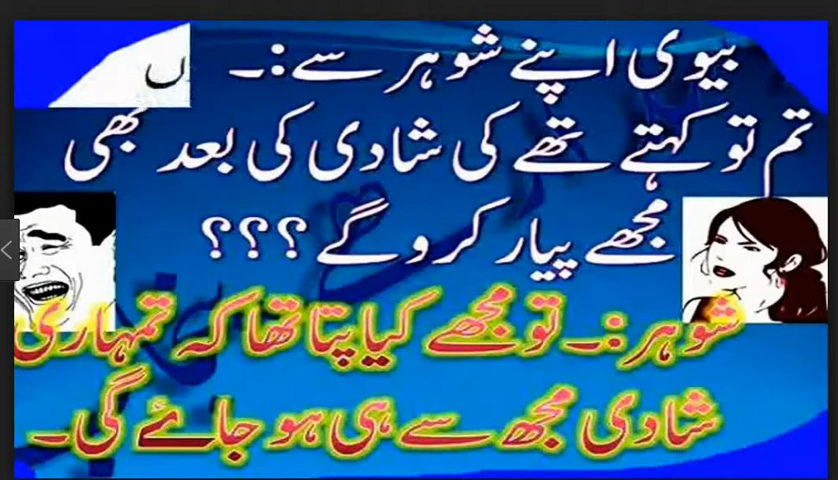 ں
بیوی اپنے شوہر سے:۔
تم تو کہتے تھے کی شادی کی بعد بھی
مجھے پیار کرو گے ؟؟؟
شوہر:۔ تو مجھے کیا پتا تھا کہ تمہاری
شادی مجھ سے ہی ہو جائے گی۔